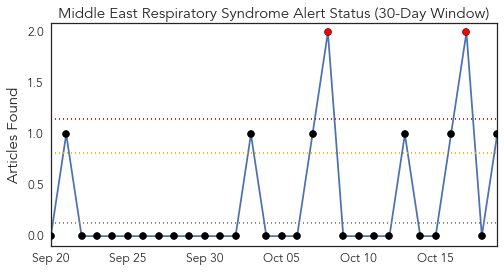 Middle East Respiratory Syndrome Alert Status (30-Day Window)
Articles Found
2.0
1.5
1.0
0.5
0.0
Sep 20 Sep 25 Sep 30 Oct 05 Oct 10 Oct 15